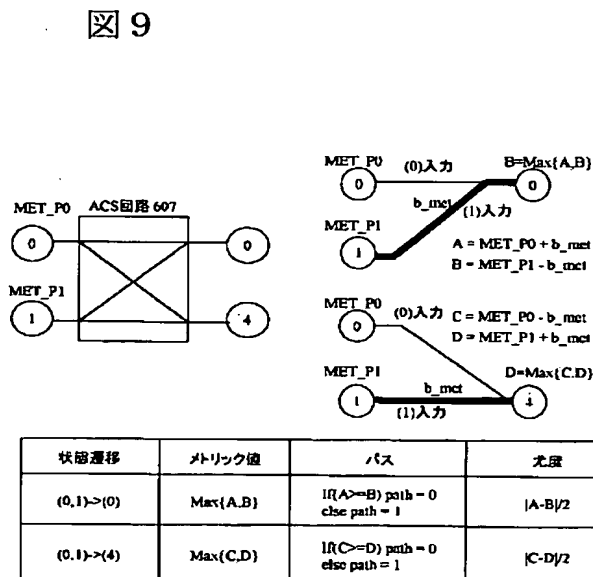 図9
MET_P0
ACS回路 607
0
0
MET_P1
1
4
MET_P0
(0)入力
B=Max{A,B}
0
0
b_met
(1)入力
MET_P1
1
A = MET_P0 + b_met
B = MET_P1 - b_met
MET_P0
0
(0)入力
C = MET_P0 - b_met
D = MET_P1 + b_met
MET_P1
b_met
D=Max{C.D}
1
4
(1)入力
状態遷移 メトリック値 パス 尤度
(0,1)->(0) Max{A,B} If(A>=B) path = 0 |A-B|/2
else path = 1
(0.1)->(4) Max{C,D} If(C>=D) path = 0 |C-D|/2
else path = 1